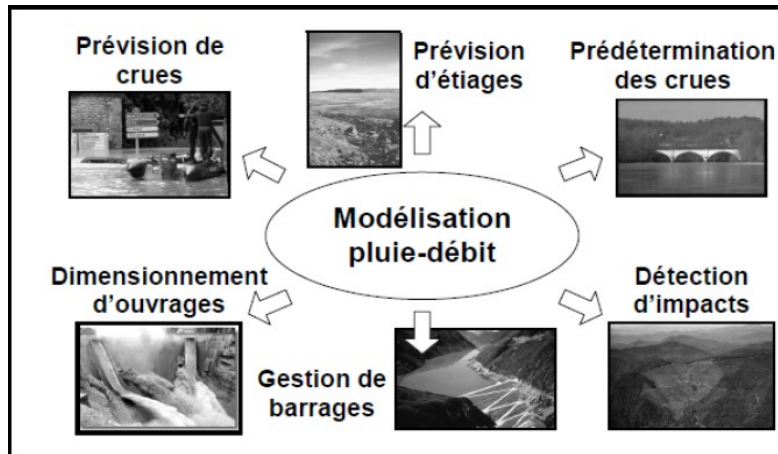 Prévision de
crues
Prévision
d'étiages
Prédétermination
des crues
Modélisation
pluie-débit
Dimensionnement
d'ouvrages
Gestion de
barrages
Détection
d'impacts